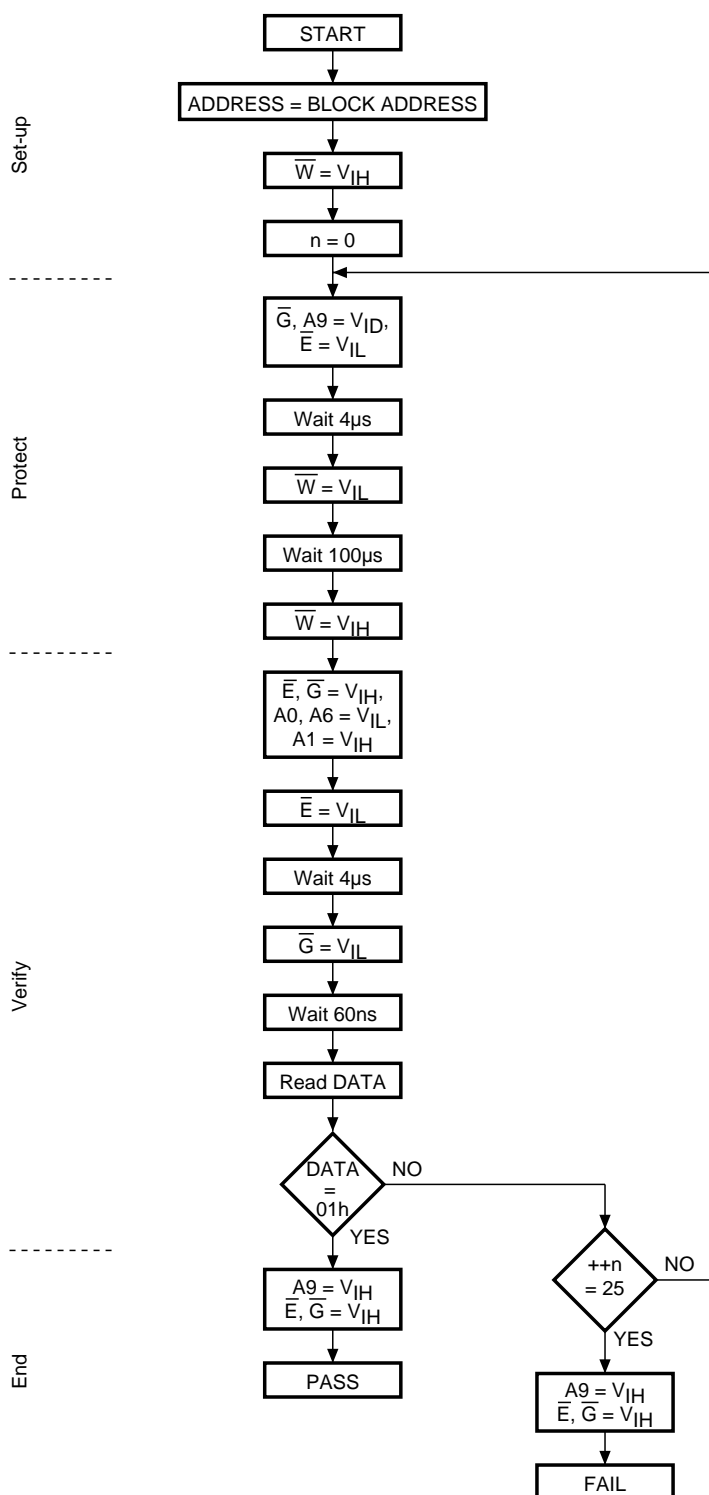 START
ADDRESS = BLOCK ADDRESS
Set-up
W̅ = VIH
n = 0
G̅, A9 = VID,
E̅ = VIL
Wait 4µs
Protect
W̅ = VIL
Wait 100µs
W̅ = VIH
E̅, G̅ = VIH,
A0, A6 = VIL,
A1 = VIH
E̅ = VIL
Wait 4µs
G̅ = VIL
Verify
Wait 60ns
Read DATA
DATA
=
01h
NO
YES
++n
= 25
NO
YES
A9 = VIH
E̅, G̅ = VIH
End
PASS
A9 = VIH
E̅, G̅ = VIH
FAIL